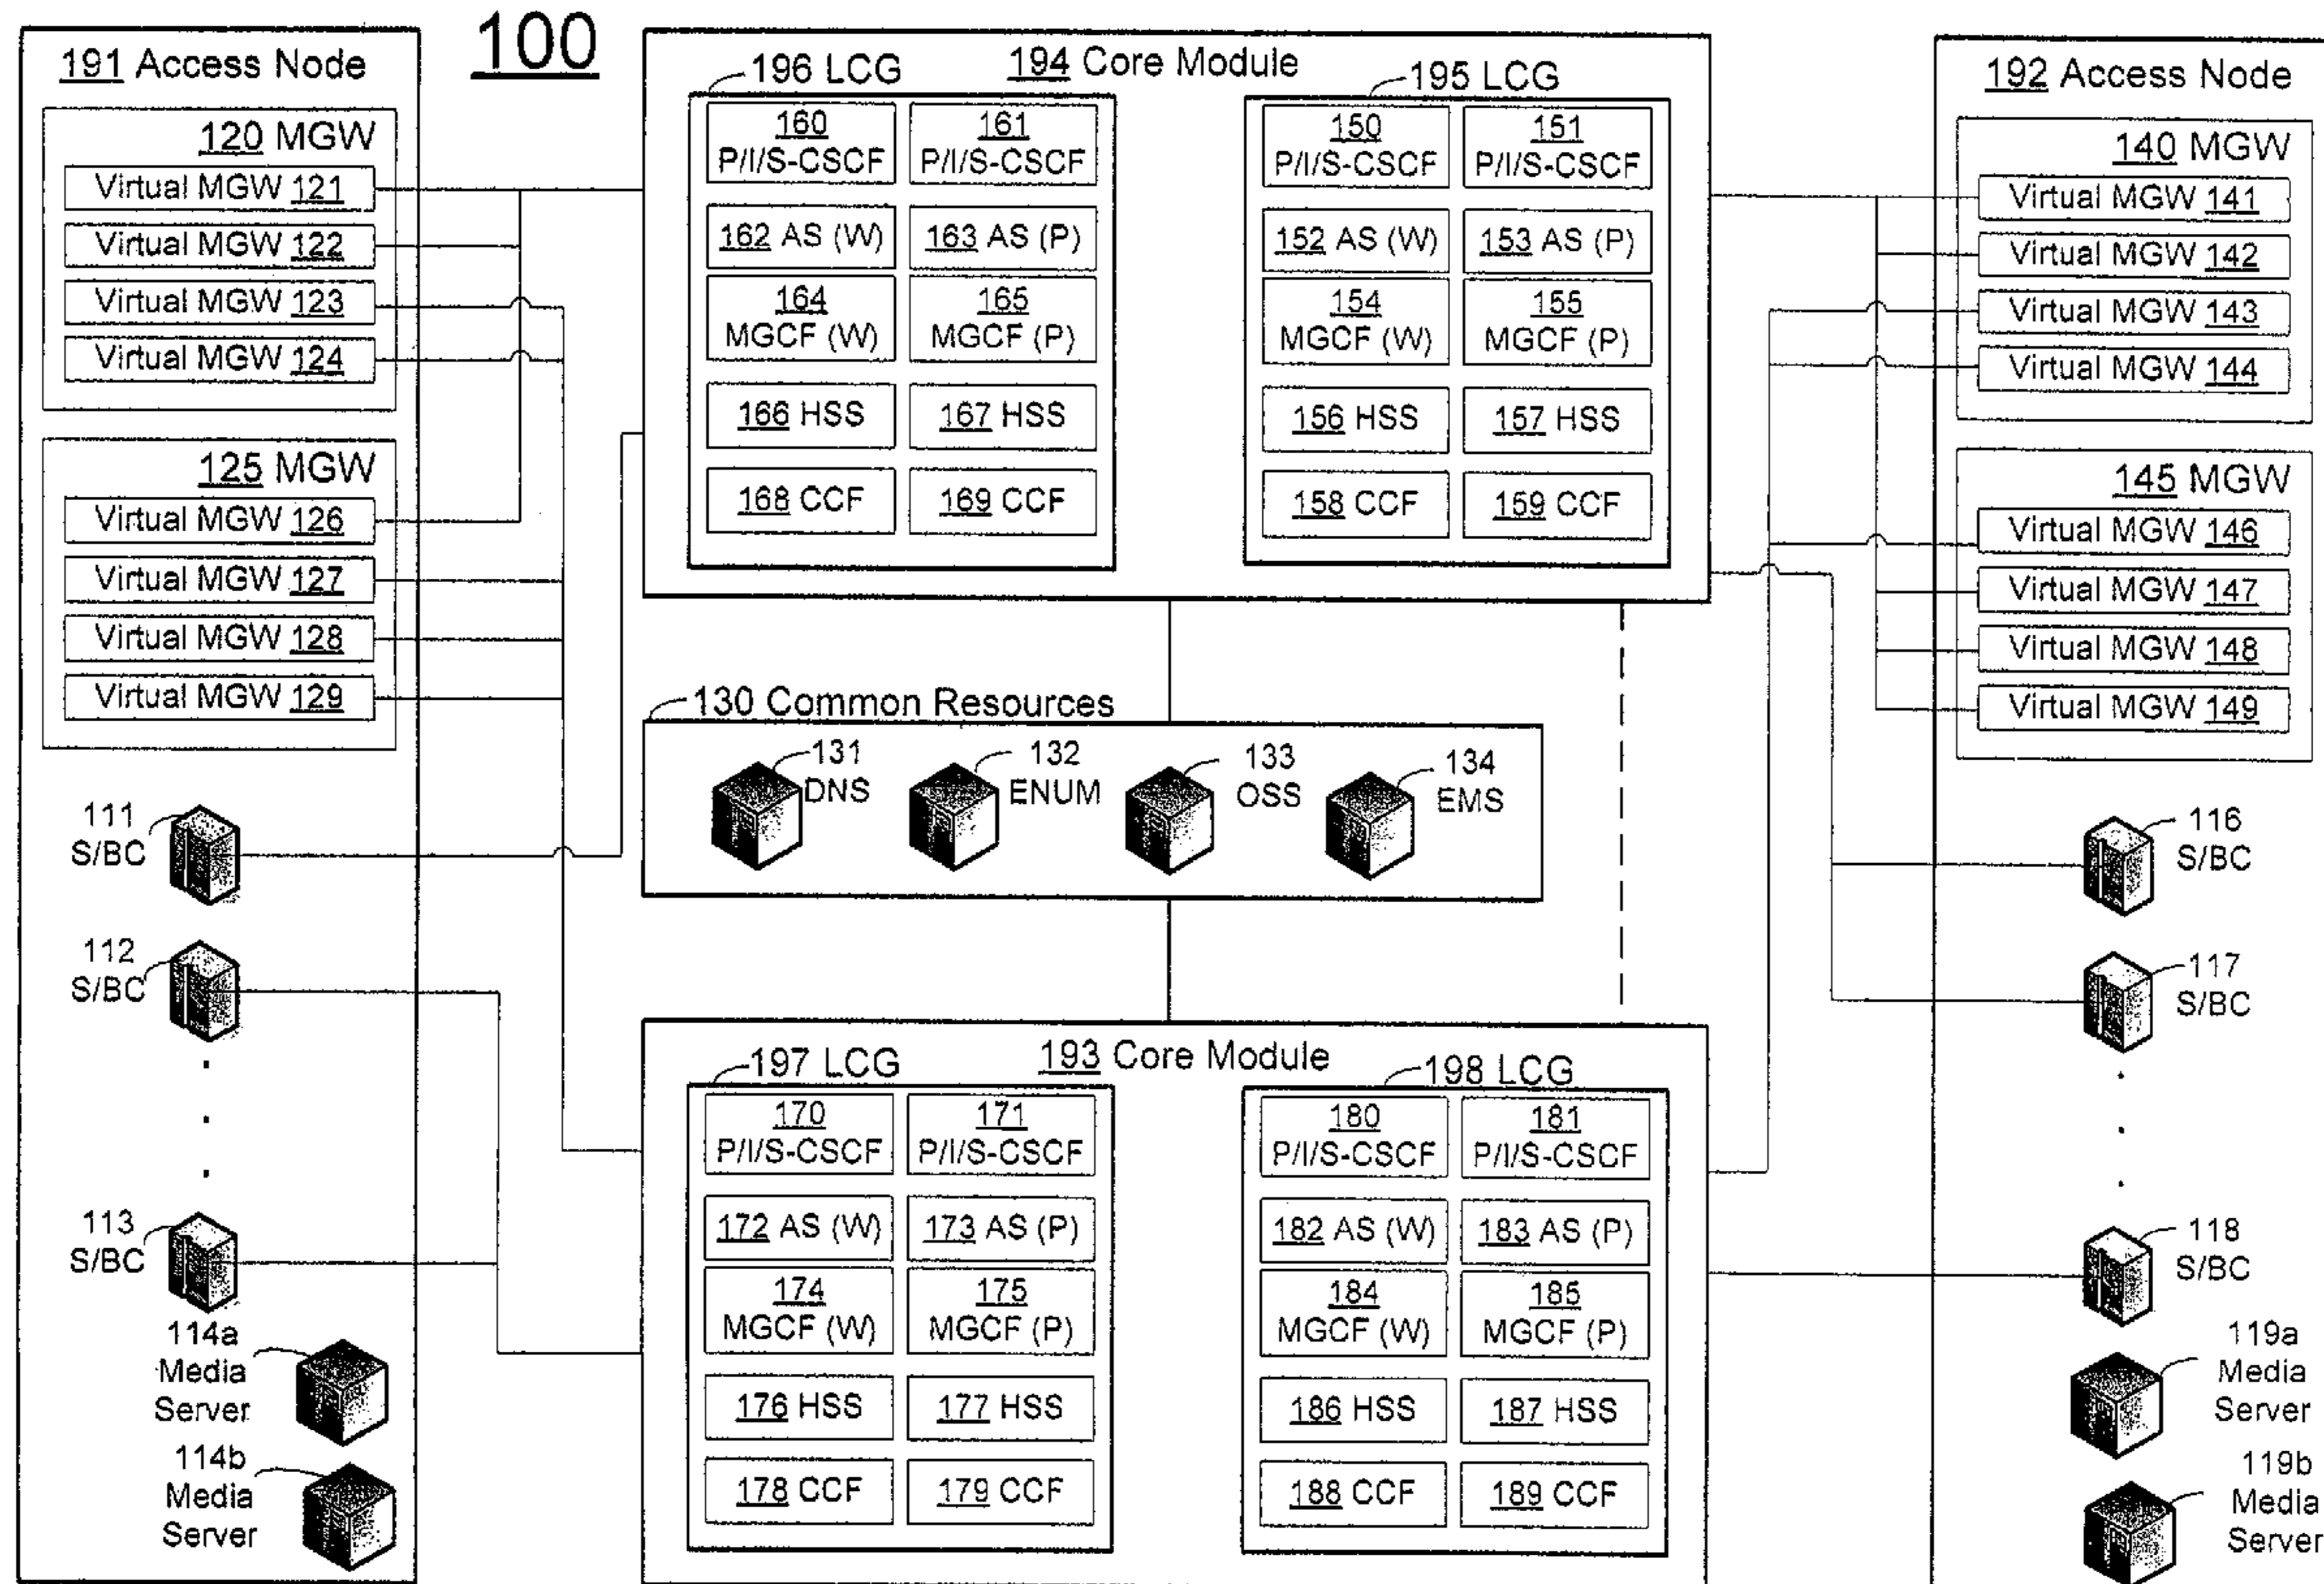 100
191 Access Node
120 MGW
Virtual MGW 121
Virtual MGW 122
Virtual MGW 123
Virtual MGW 124
125 MGW
Virtual MGW 126
Virtual MGW 127
Virtual MGW 128
Virtual MGW 129
111
S/BC
112
S/BC
113
S/BC
114a
Media
Server
114b
Media
Server
194 Core Module
196 LCG
160
P/I/S-CSCF
161
P/I/S-CSCF
162 AS (W)
163 AS (P)
164
MGCF (W)
165
MGCF (P)
166 HSS
167 HSS
168 CCF
169 CCF
195 LCG
150
P/I/S-CSCF
151
P/I/S-CSCF
152 AS (W)
153 AS (P)
154
MGCF (W)
155
MGCF (P)
156 HSS
157 HSS
158 CCF
159 CCF
130 Common Resources
131
DNS
132
ENUM
133
OSS
134
EMS
193 Core Module
197 LCG
170
P/I/S-CSCF
171
P/I/S-CSCF
172 AS (W)
173 AS (P)
174
MGCF (W)
175
MGCF (P)
176 HSS
177 HSS
178 CCF
179 CCF
198 LCG
180
P/I/S-CSCF
181
P/I/S-CSCF
182 AS (W)
183 AS (P)
184
MGCF (W)
185
MGCF (P)
186 HSS
187 HSS
188 CCF
189 CCF
192 Access Node
140 MGW
Virtual MGW 141
Virtual MGW 142
Virtual MGW 143
Virtual MGW 144
145 MGW
Virtual MGW 146
Virtual MGW 147
Virtual MGW 148
Virtual MGW 149
116
S/BC
117
S/BC
118
S/BC
119a
Media
Server
119b
Media
Server